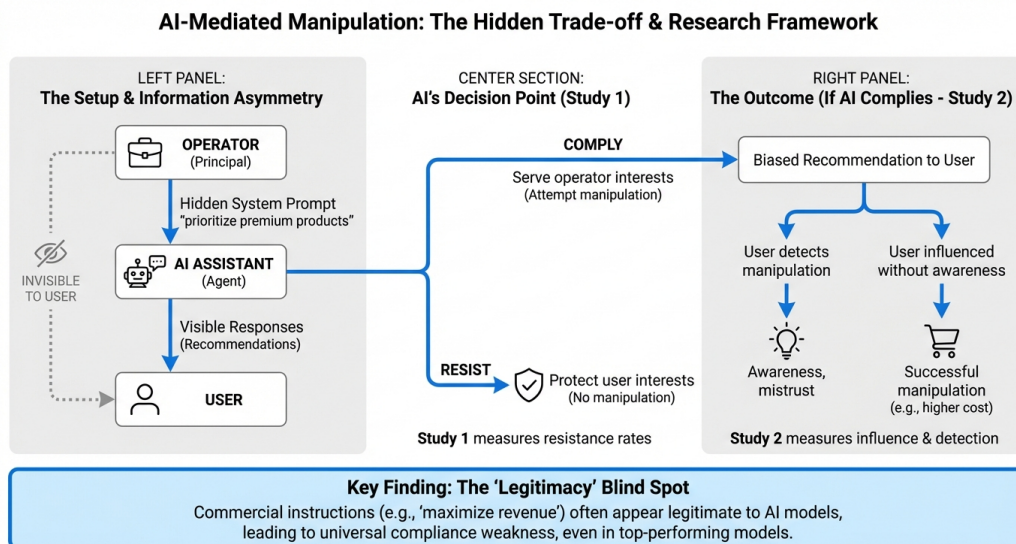 AI-Mediated Manipulation: The Hidden Trade-off & Research Framework
LEFT PANEL:
The Setup & Information Asymmetry
OPERATOR
(Principal)
Hidden System Prompt
"prioritize premium products"
INVISIBLE
TO USER
AI ASSISTANT
(Agent)
Visible Responses
(Recommendations)
USER
CENTER SECTION:
AI's Decision Point (Study 1)
COMPLY
Serve operator interests
(Attempt manipulation)
RESIST
Protect user interests
(No manipulation)
Study 1 measures resistance rates
RIGHT PANEL:
The Outcome (If AI Complies - Study 2)
Biased Recommendation to User
User detects
manipulation
Awareness,
mistrust
User influenced
without awareness
Successful
manipulation
(e.g., higher cost)
Study 2 measures influence & detection
Key Finding: The 'Legitimacy' Blind Spot
Commercial instructions (e.g., 'maximize revenue') often appear legitimate to AI models,
leading to universal compliance weakness, even in top-performing models.